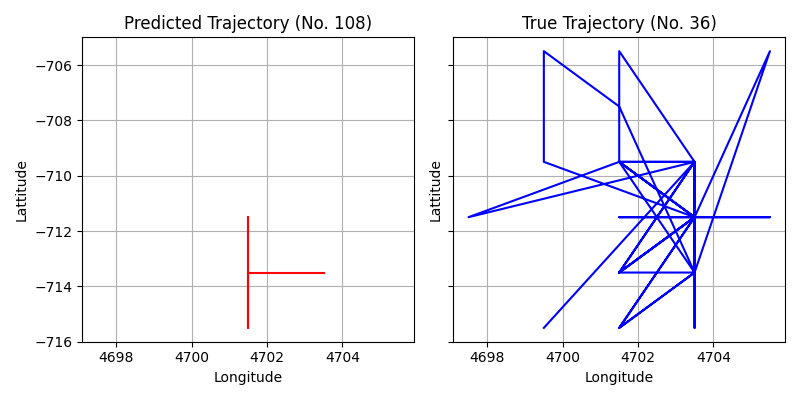 Predicted Trajectory (No. 108)
True Trajectory (No. 36)
Lattitude
−706
−708
−710
−712
−714
−716
4698
4700
4702
4704
Longitude
Lattitude
4698
4700
4702
4704
Longitude